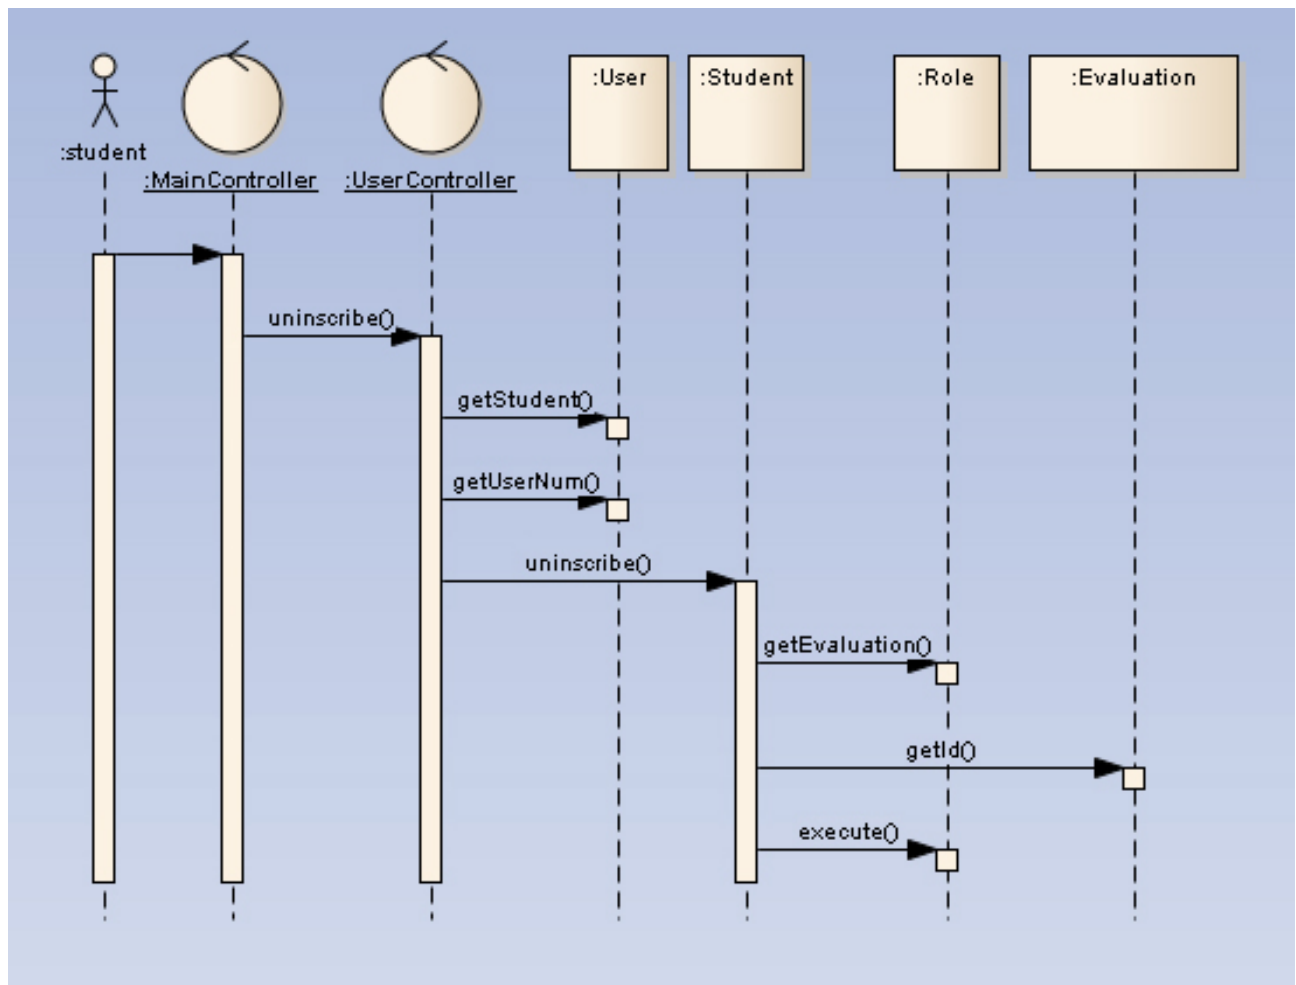 :User
:Student
:Role
:Evaluation
:student
:MainController
:UserController
uninscribe()
getStudent()
getUserNum()
uninscribe()
getEvaluation()
getId()
execute()